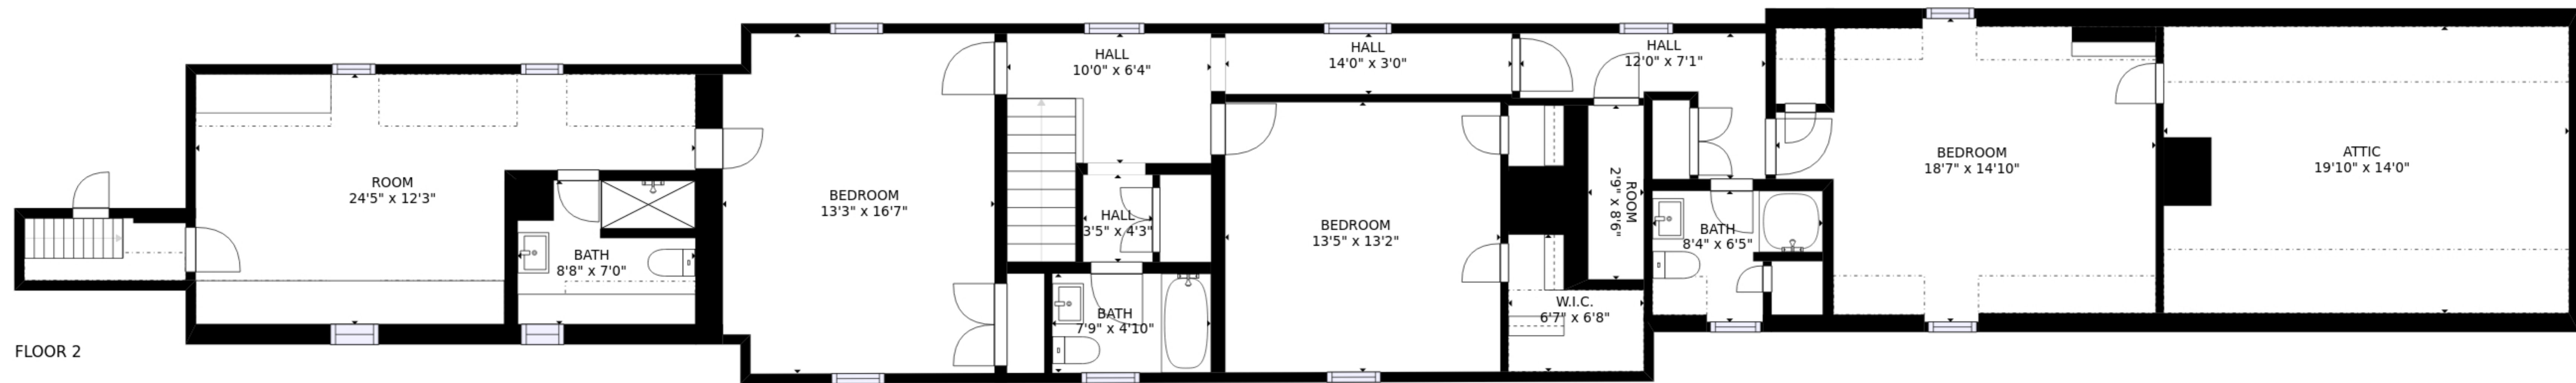 ROOM
24'5" x 12'3"
BATH
8'8" x 7'0"
BEDROOM
13'3" x 16'7"
HALL
10'0" x 6'4"
HALL
3'5" x 4'3"
BATH
7'9" x 4'10"
HALL
14'0" x 3'0"
BEDROOM
13'5" x 13'2"
HALL
12'0" x 7'1"
ROOM
2'9" x 8'6"
W.I.C.
6'7" x 6'8"
BATH
8'4" x 6'5"
BEDROOM
18'7" x 14'10"
ATTIC
19'10" x 14'0"
FLOOR 2